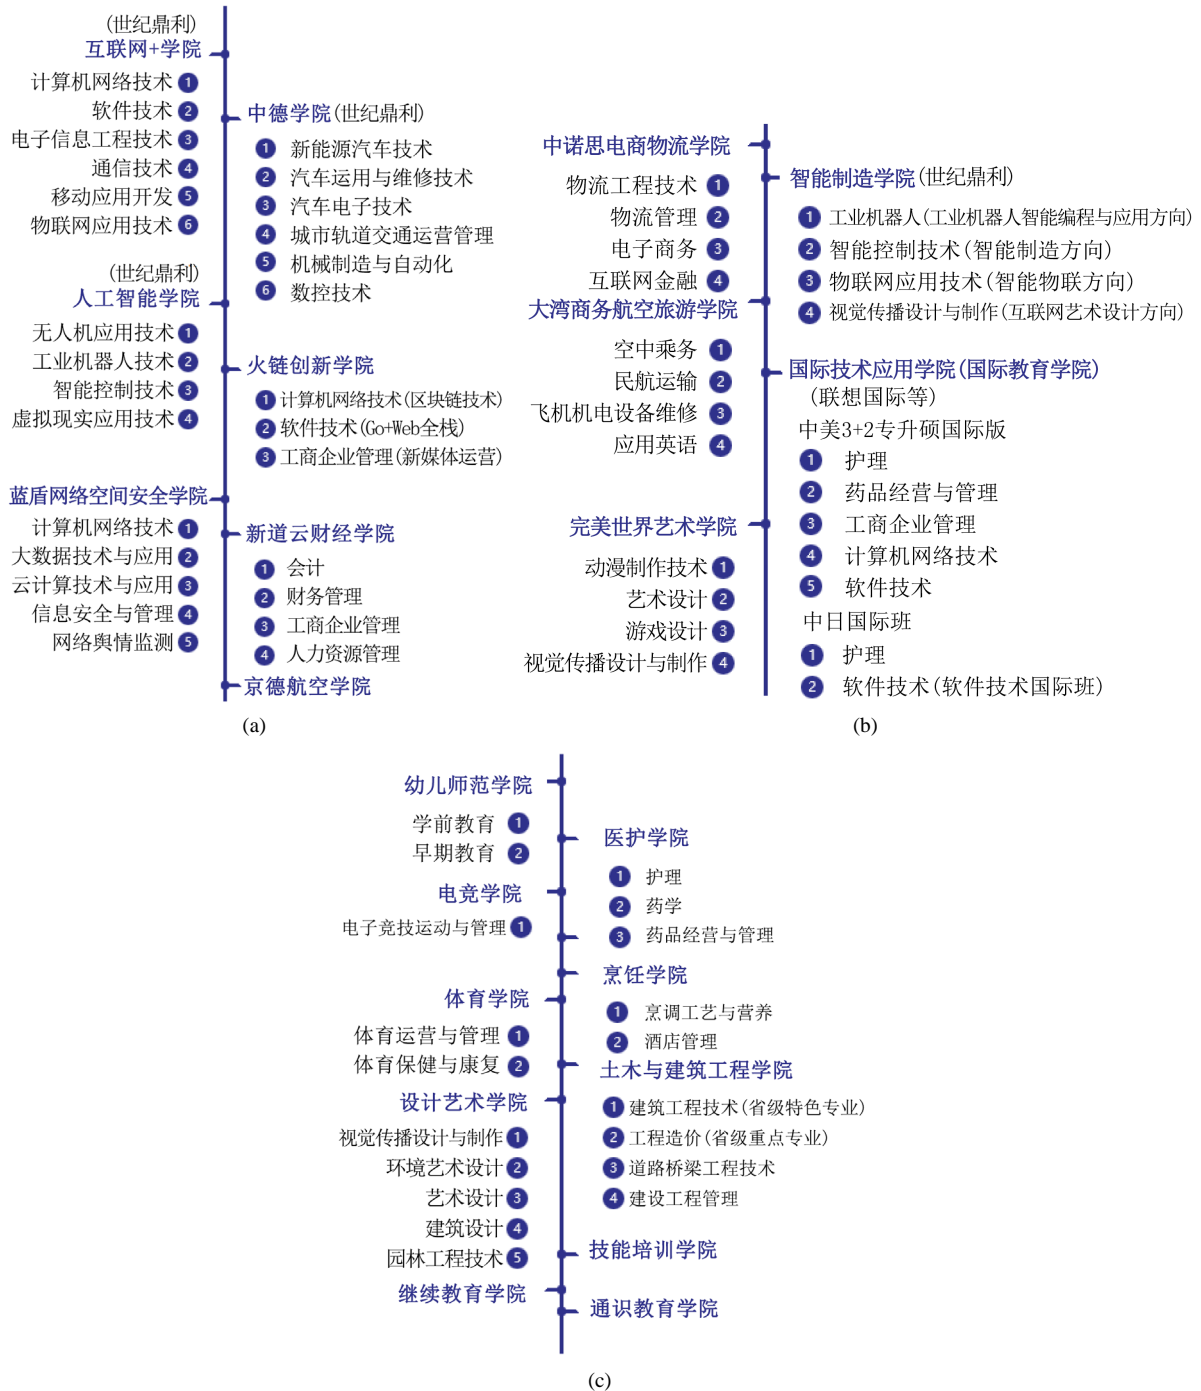 (世纪鼎利)
互联网+学院
计算机网络技术 1
软件技术 2
电子信息工程技术 3
通信技术 4
移动应用开发 5
物联网应用技术 6
(世纪鼎利)
人工智能学院
无人机应用技术 1
工业机器人技术 2
智能控制技术 3
虚拟现实应用技术 4
蓝盾网络空间安全学院
计算机网络技术 1
大数据技术与应用 2
云计算技术与应用 3
信息安全与管理 4
网络舆情监测 5
中德学院(世纪鼎利)
1 新能源汽车技术
2 汽车运用与维修技术
3 汽车电子技术
4 城市轨道交通运营管理
5 机械制造与自动化
6 数控技术
火链创新学院
1 计算机网络技术(区块链技术)
2 软件技术(Go+Web全栈)
3 工商企业管理(新媒体运营)
新道云财经学院
1 会计
2 财务管理
3 工商企业管理
4 人力资源管理
京德航空学院
(a)
中诺思电商物流学院
物流工程技术 1
物流管理 2
电子商务 3
互联网金融 4
大湾商务航空旅游学院
空中乘务 1
民航运输 2
飞机机电设备维修 3
应用英语 4
完美世界艺术学院
动漫制作技术 1
艺术设计 2
游戏设计 3
视觉传播设计与制作 4
智能制造学院(世纪鼎利)
1 工业机器人(工业机器人智能编程与应用方向)
2 智能控制技术(智能制造方向)
3 物联网应用技术(智能物联方向)
4 视觉传播设计与制作(互联网艺术设计方向)
国际技术应用学院(国际教育学院)
(联想国际等)
中美3+2专升硕国际版
1 护理
2 药品经营与管理
3 工商企业管理
4 计算机网络技术
5 软件技术
中日国际班
1 护理
2 软件技术(软件技术国际班)
(b)
幼儿师范学院
学前教育 1
早期教育 2
电竞学院
电子竞技运动与管理 1
体育学院
体育运营与管理 1
体育保健与康复 2
设计艺术学院
视觉传播设计与制作 1
环境艺术设计 2
艺术设计 3
建筑设计 4
园林工程技术 5
继续教育学院
医护学院
1 护理
2 药学
3 药品经营与管理
烹饪学院
1 烹调工艺与营养
2 酒店管理
土木与建筑工程学院
1 建筑工程技术(省级特色专业)
2 工程造价(省级重点专业)
3 道路桥梁工程技术
4 建设工程管理
技能培训学院
通识教育学院
(c)